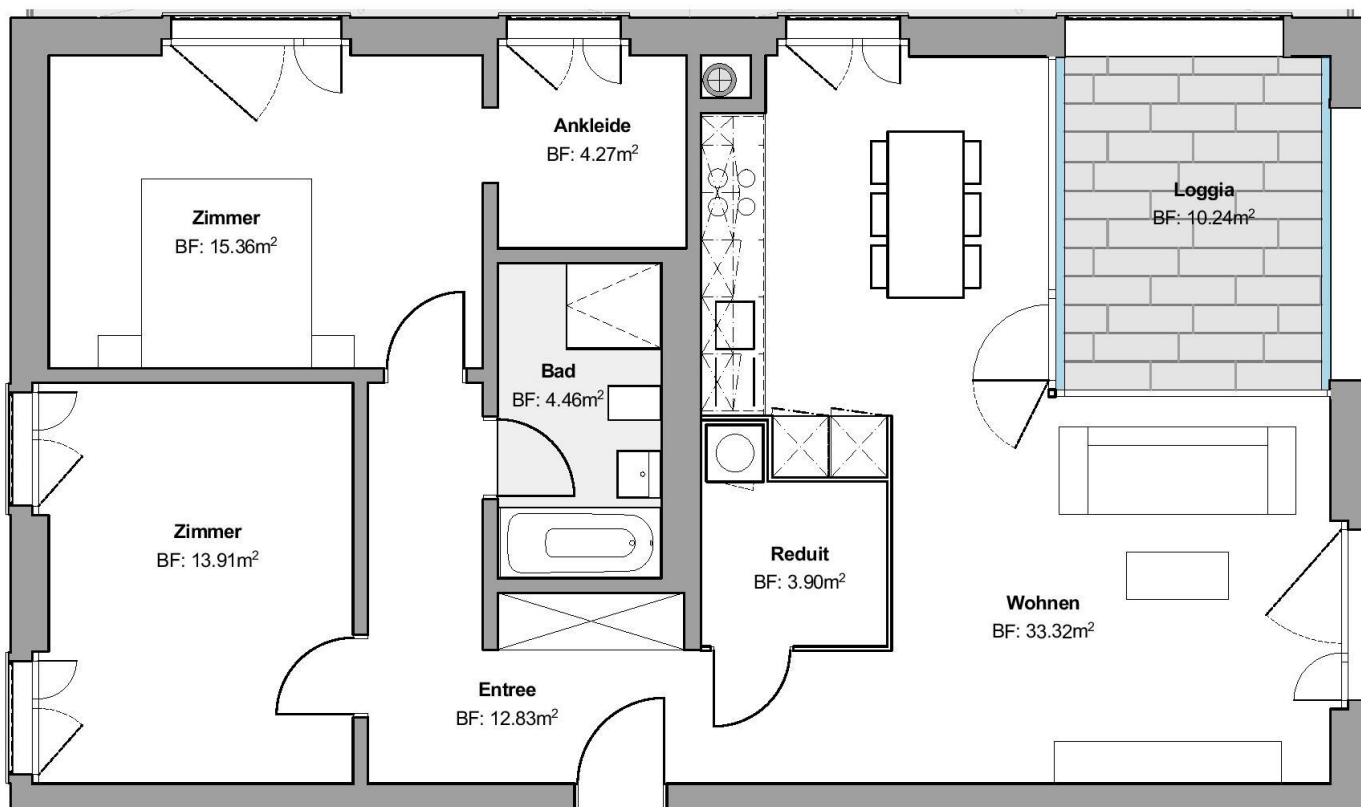 Ankleide
BF: 4.27m²
Zimmer
BF: 15.36m²
Loggia
BF: 10.24m²
Bad
BF: 4.46m²
Zimmer
BF: 13.91m²
Reduit
BF: 3.90m²
Wohnen
BF: 33.32m²
Entree
BF: 12.83m²